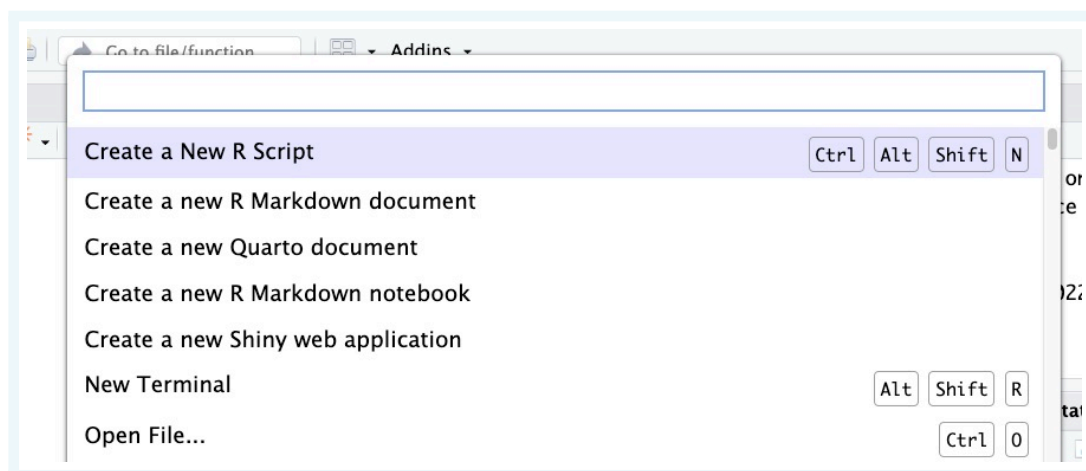 Go to file/function
Addins
Create a New R Script Ctrl Alt Shift N
Create a new R Markdown document
Create a new Quarto document
Create a new R Markdown notebook
Create a new Shiny web application
New Terminal Alt Shift R
Open File... Ctrl O